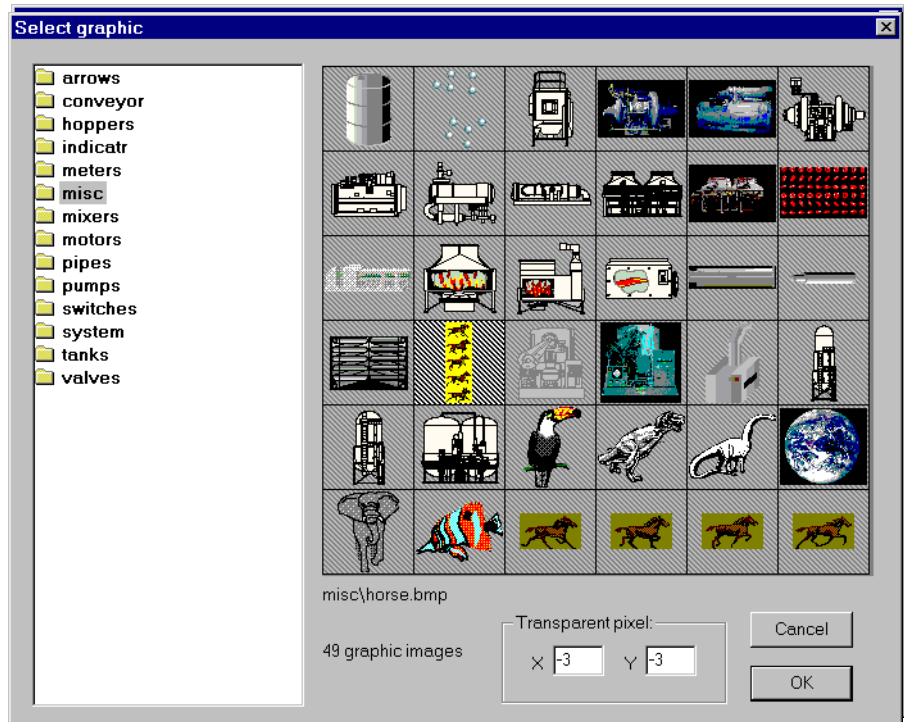 Select graphic
arrows
conveyor
hoppers
indicatr
meters
misc
mixers
motors
pipes
pumps
switches
system
tanks
valves
misc\horse.bmp
49 graphic images
Transparent pixel:
X -3 Y -3
Cancel
OK